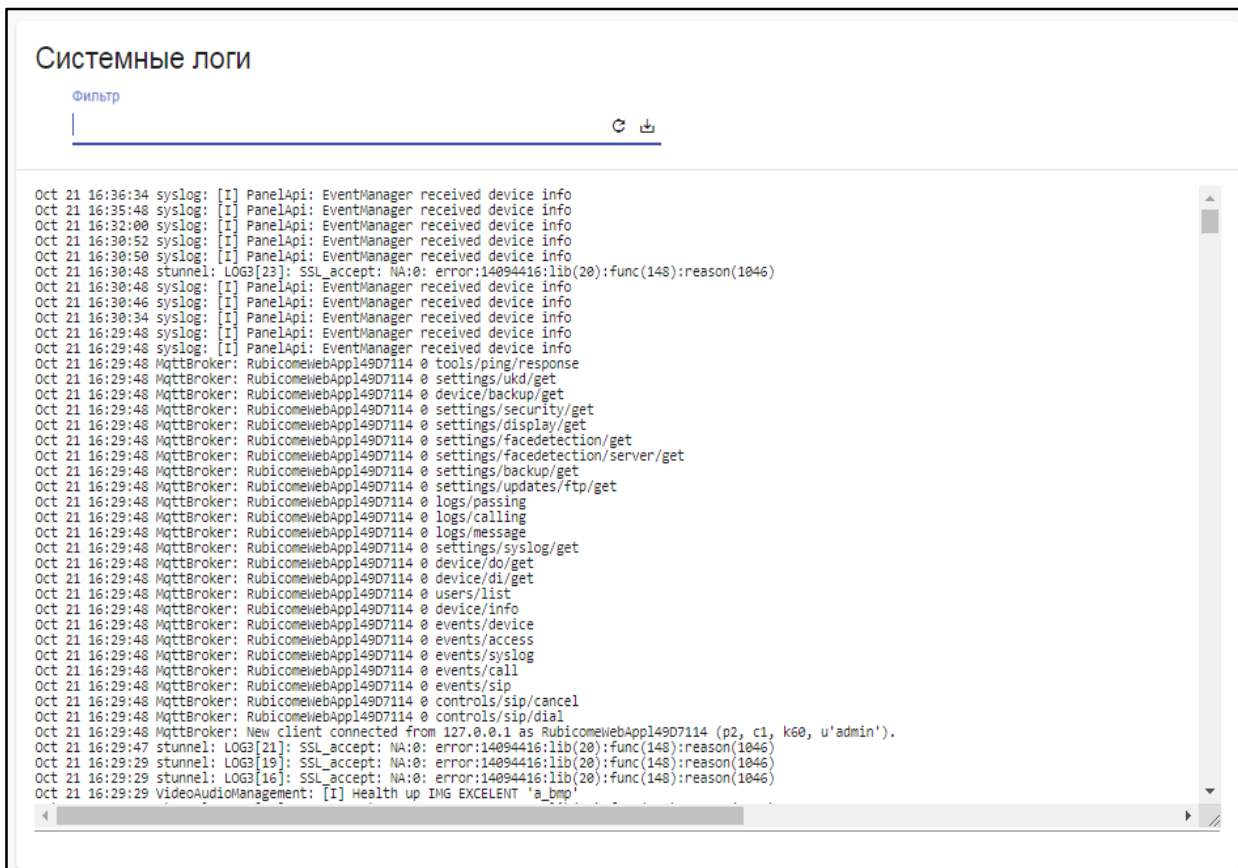 Системные логи
Фильтр
Oct 21 16:36:34 syslog: [I] PanelApi: EventManager received device info
Oct 21 16:35:48 syslog: [I] PanelApi: EventManager received device info
Oct 21 16:32:00 syslog: [I] PanelApi: EventManager received device info
Oct 21 16:30:52 syslog: [I] PanelApi: EventManager received device info
Oct 21 16:30:50 syslog: [I] PanelApi: EventManager received device info
Oct 21 16:30:48 stunnel: LOG3[23]: SSL_accept: NA:0: error:14094416:lib(20):func(148):reason(1046)
Oct 21 16:30:48 syslog: [I] PanelApi: EventManager received device info
Oct 21 16:30:46 syslog: [I] PanelApi: EventManager received device info
Oct 21 16:30:34 syslog: [I] PanelApi: EventManager received device info
Oct 21 16:29:48 syslog: [I] PanelApi: EventManager received device info
Oct 21 16:29:48 syslog: [I] PanelApi: EventManager received device info
Oct 21 16:29:48 MqttBroker: RubicomeWebAppl49D7114 0 tools/ping/response
Oct 21 16:29:48 MqttBroker: RubicomeWebAppl49D7114 0 settings/ukd/get
Oct 21 16:29:48 MqttBroker: RubicomeWebAppl49D7114 0 device/backup/get
Oct 21 16:29:48 MqttBroker: RubicomeWebAppl49D7114 0 settings/security/get
Oct 21 16:29:48 MqttBroker: RubicomeWebAppl49D7114 0 settings/display/get
Oct 21 16:29:48 MqttBroker: RubicomeWebAppl49D7114 0 settings/facedetection/get
Oct 21 16:29:48 MqttBroker: RubicomeWebAppl49D7114 0 settings/facedetection/server/get
Oct 21 16:29:48 MqttBroker: RubicomeWebAppl49D7114 0 settings/backup/get
Oct 21 16:29:48 MqttBroker: RubicomeWebAppl49D7114 0 settings/updates/ftp/get
Oct 21 16:29:48 MqttBroker: RubicomeWebAppl49D7114 0 logs/passing
Oct 21 16:29:48 MqttBroker: RubicomeWebAppl49D7114 0 logs/calling
Oct 21 16:29:48 MqttBroker: RubicomeWebAppl49D7114 0 logs/message
Oct 21 16:29:48 MqttBroker: RubicomeWebAppl49D7114 0 settings/syslog/get
Oct 21 16:29:48 MqttBroker: RubicomeWebAppl49D7114 0 device/do/get
Oct 21 16:29:48 MqttBroker: RubicomeWebAppl49D7114 0 device/di/get
Oct 21 16:29:48 MqttBroker: RubicomeWebAppl49D7114 0 users/list
Oct 21 16:29:48 MqttBroker: RubicomeWebAppl49D7114 0 device/info
Oct 21 16:29:48 MqttBroker: RubicomeWebAppl49D7114 0 events/device
Oct 21 16:29:48 MqttBroker: RubicomeWebAppl49D7114 0 events/access
Oct 21 16:29:48 MqttBroker: RubicomeWebAppl49D7114 0 events/syslog
Oct 21 16:29:48 MqttBroker: RubicomeWebAppl49D7114 0 events/call
Oct 21 16:29:48 MqttBroker: RubicomeWebAppl49D7114 0 events/sip
Oct 21 16:29:48 MqttBroker: RubicomeWebAppl49D7114 0 controls/sip/cancel
Oct 21 16:29:48 MqttBroker: RubicomeWebAppl49D7114 0 controls/sip/dial
Oct 21 16:29:48 MqttBroker: New client connected from 127.0.0.1 as RubicomeWebAppl49D7114 (p2, c1, k60, u'admin').
Oct 21 16:29:47 stunnel: LOG3[21]: SSL_accept: NA:0: error:14094416:lib(20):func(148):reason(1046)
Oct 21 16:29:29 stunnel: LOG3[19]: SSL_accept: NA:0: error:14094416:lib(20):func(148):reason(1046)
Oct 21 16:29:29 stunnel: LOG3[16]: SSL_accept: NA:0: error:14094416:lib(20):func(148):reason(1046)
Oct 21 16:29:29 VideoAudioManagement: [I] Health up IMG EXCELENT 'a_bmp'